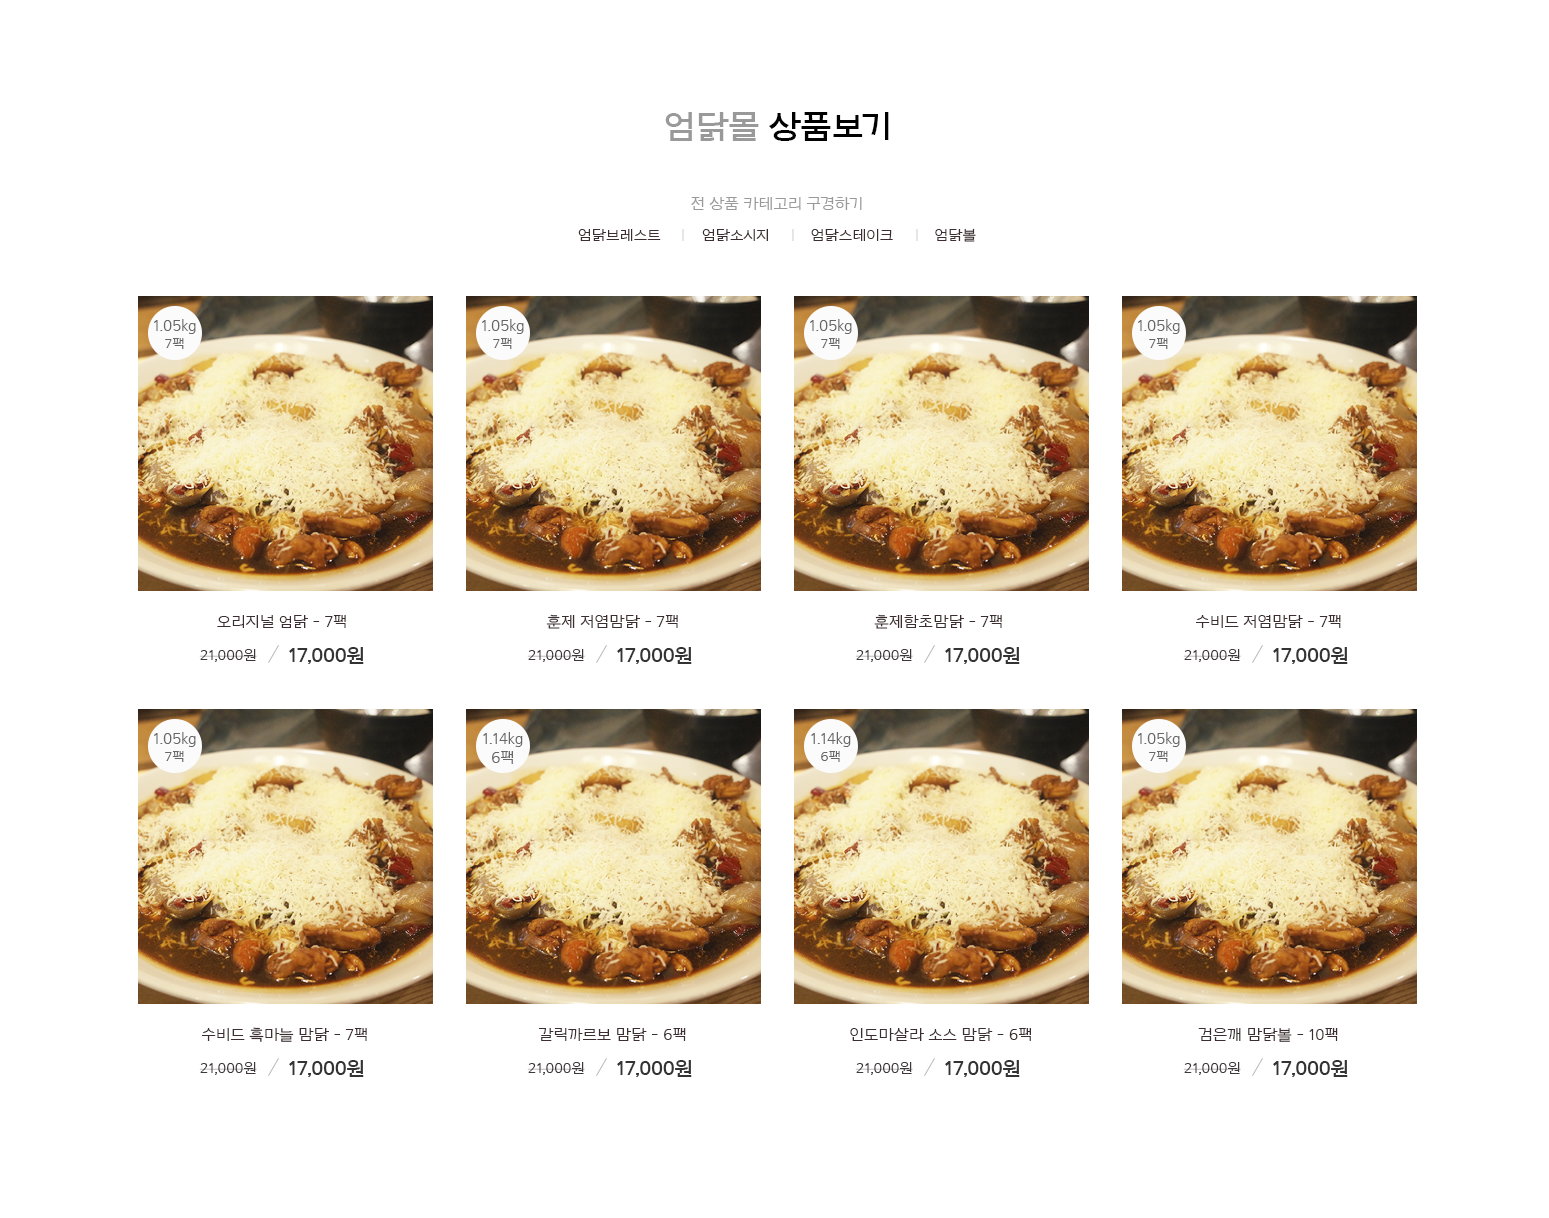 엄닭몰 상품보기
전 상품 카테고리 구경하기
엄닭브레스트 | 엄닭소시지 | 엄닭스테이크 | 엄닭볼
1.05kg
7팩
1.05kg
7팩
1.05kg
7팩
1.05kg
7팩
오리지널 엄닭 - 7팩
21,000원 / 17,000원
훈제 저염맘닭 - 7팩
21,000원 / 17,000원
훈제함초맘닭 - 7팩
21,000원 / 17,000원
수비드 저염맘닭 - 7팩
21,000원 / 17,000원
1.05kg
7팩
1.14kg
6팩
1.14kg
6팩
1.05kg
7팩
수비드 흑마늘 맘닭 - 7팩
21,000원 / 17,000원
갈릭까르보 맘닭 - 6팩
21,000원 / 17,000원
인도마살라 소스 맘닭 - 6팩
21,000원 / 17,000원
검은깨 맘닭볼 - 10팩
21,000원 / 17,000원